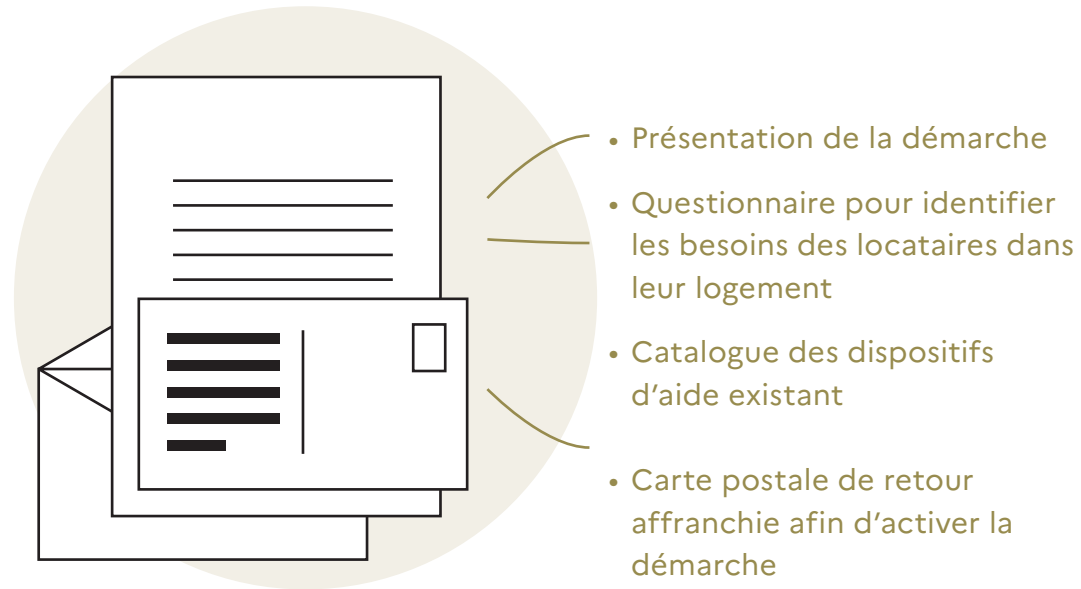 • Présentation de la démarche
• Questionnaire pour identifier
les besoins des locataires dans
leur logement
• Catalogue des dispositifs
d’aide existant
• Carte postale de retour
affranchie afin d’activer la
démarche